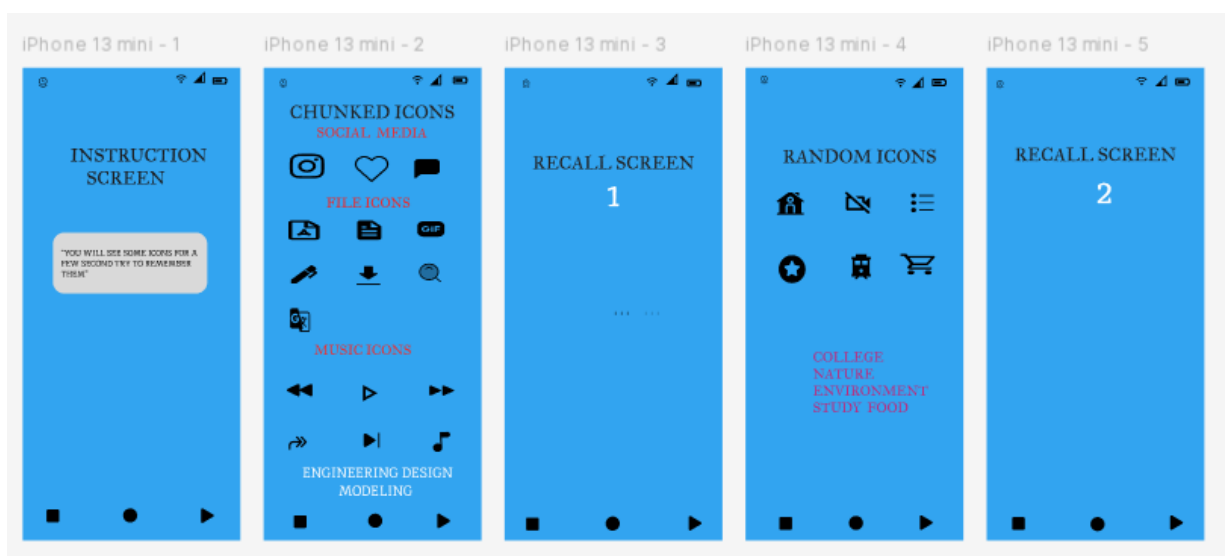 iPhone 13 mini - 1
INSTRUCTION
SCREEN
"YOU WILL SEE SOME ICONS FOR A
FEW SECOND TRY TO REMEMBER
THEM"
iPhone 13 mini - 2
CHUNKED ICONS
SOCIAL MEDIA
FILE ICONS
GIF
G
MUSIC ICONS
ENGINEERING DESIGN
MODELING
iPhone 13 mini - 3
RECALL SCREEN
1
iPhone 13 mini - 4
RANDOM ICONS
COLLEGE
NATURE
ENVIRONMENT
STUDY FOOD
iPhone 13 mini - 5
RECALL SCREEN
2